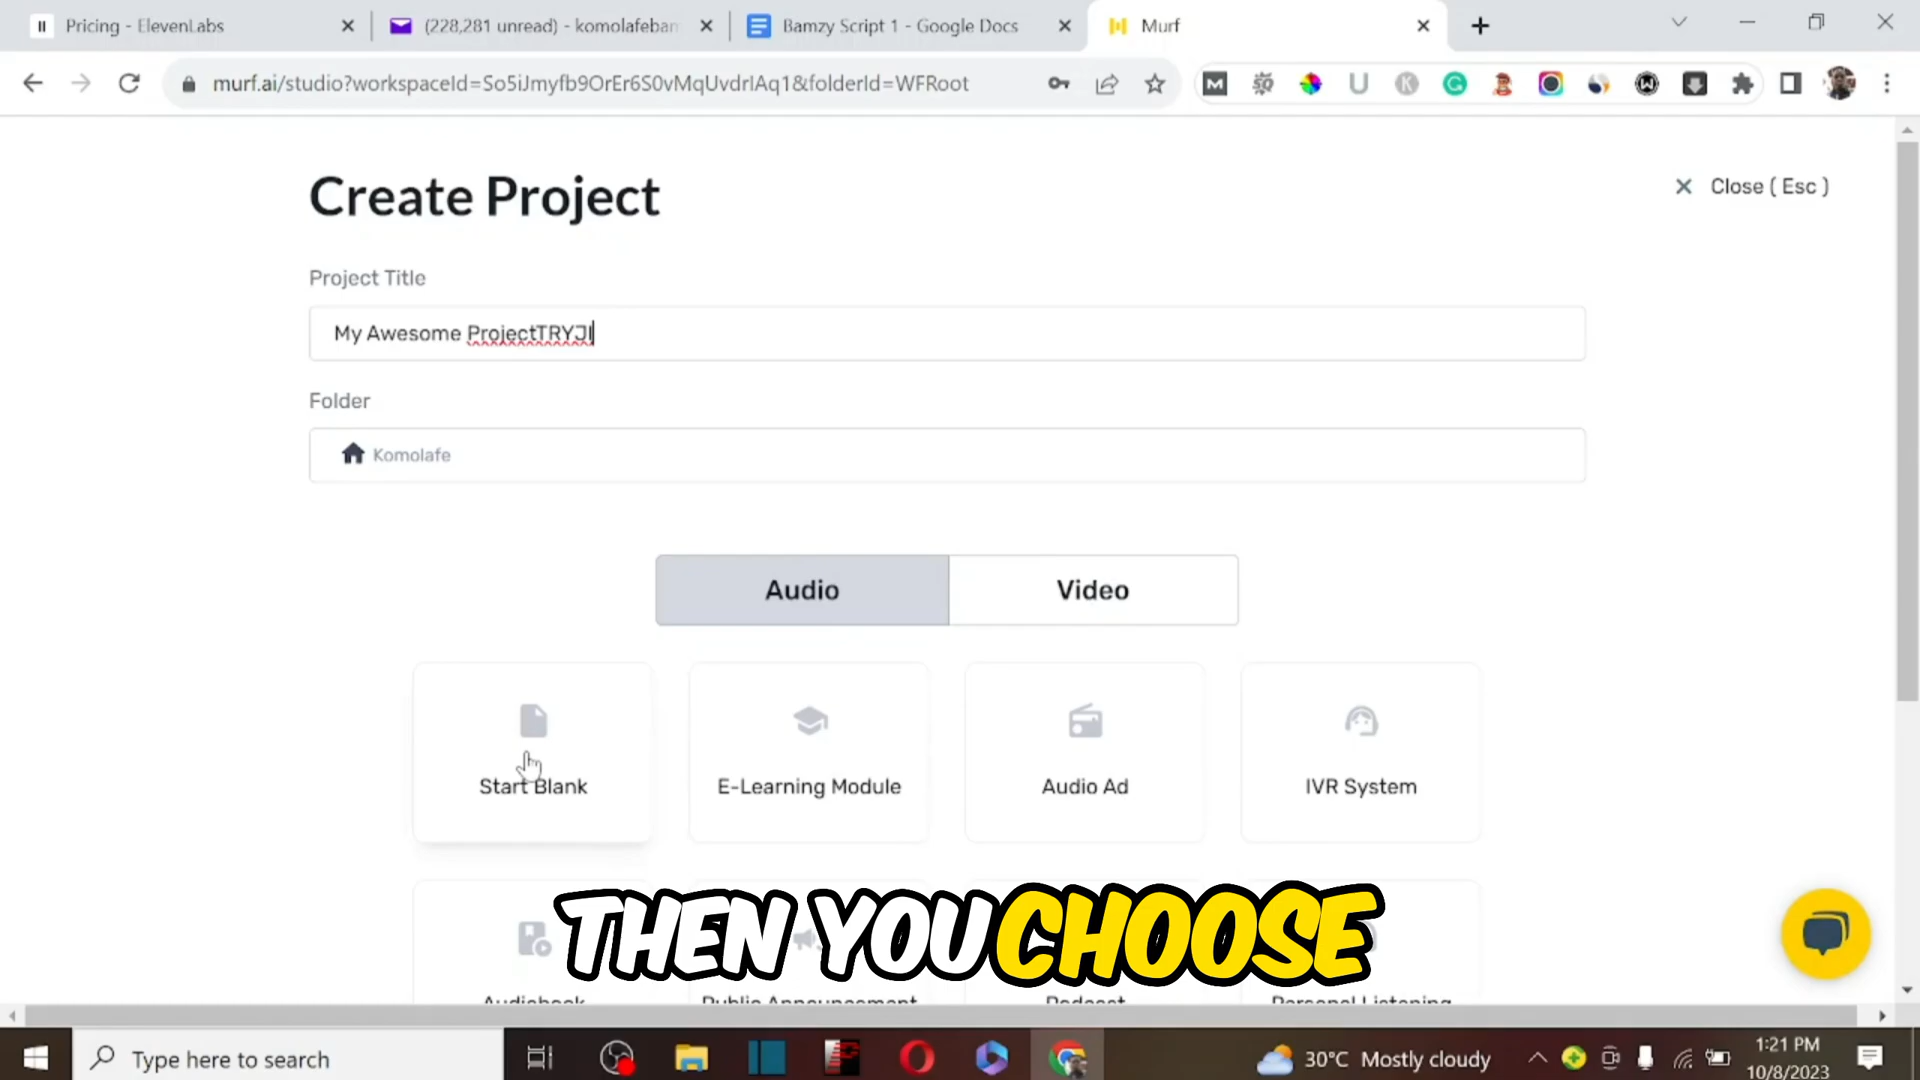 Pricing - ElevenLabs
(228,281 unread) - komolafeban
Bamzy Script 1 - Google Docs
Murf
murf.ai/studio?workspaceId=So5iJmyfb9OrEr6S0vMqUvdrIAq1&folderId=WFRoot
Create Project
Close ( Esc )
Project Title
My Awesome ProjectTRYJI
Folder
Komolafe
Audio
Video
Start Blank
E-Learning Module
Audio Ad
IVR System
THEN YOU CHOOSE
Audiobook
Public Announcement
Podcast
Personal Listening
Type here to search
30°C Mostly cloudy
1:21 PM
10/8/2023